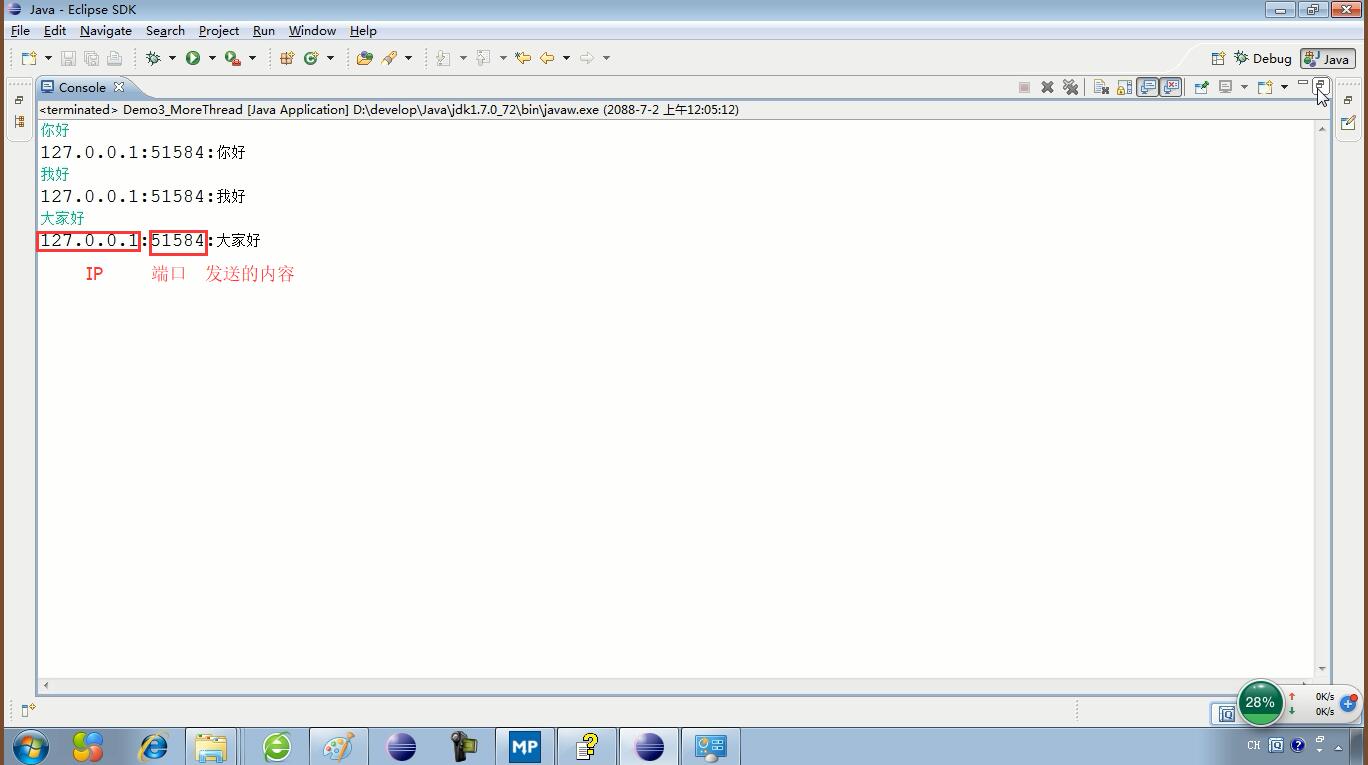 Java - Eclipse SDK
File Edit Navigate Search Project Run Window Help
Debug Java
Console
<terminated> Demo3_MoreThread [Java Application] D:\develop\Java\jdk1.7.0_72\bin\javaw.exe (2088-7-2 上午12:05:12)
你好
127.0.0.1:51584:你好
我好
127.0.0.1:51584:我好
大家好
127.0.0.1:51584:大家好
IP 端口 发送的内容
28% 0K/s
0K/s
MP
CH